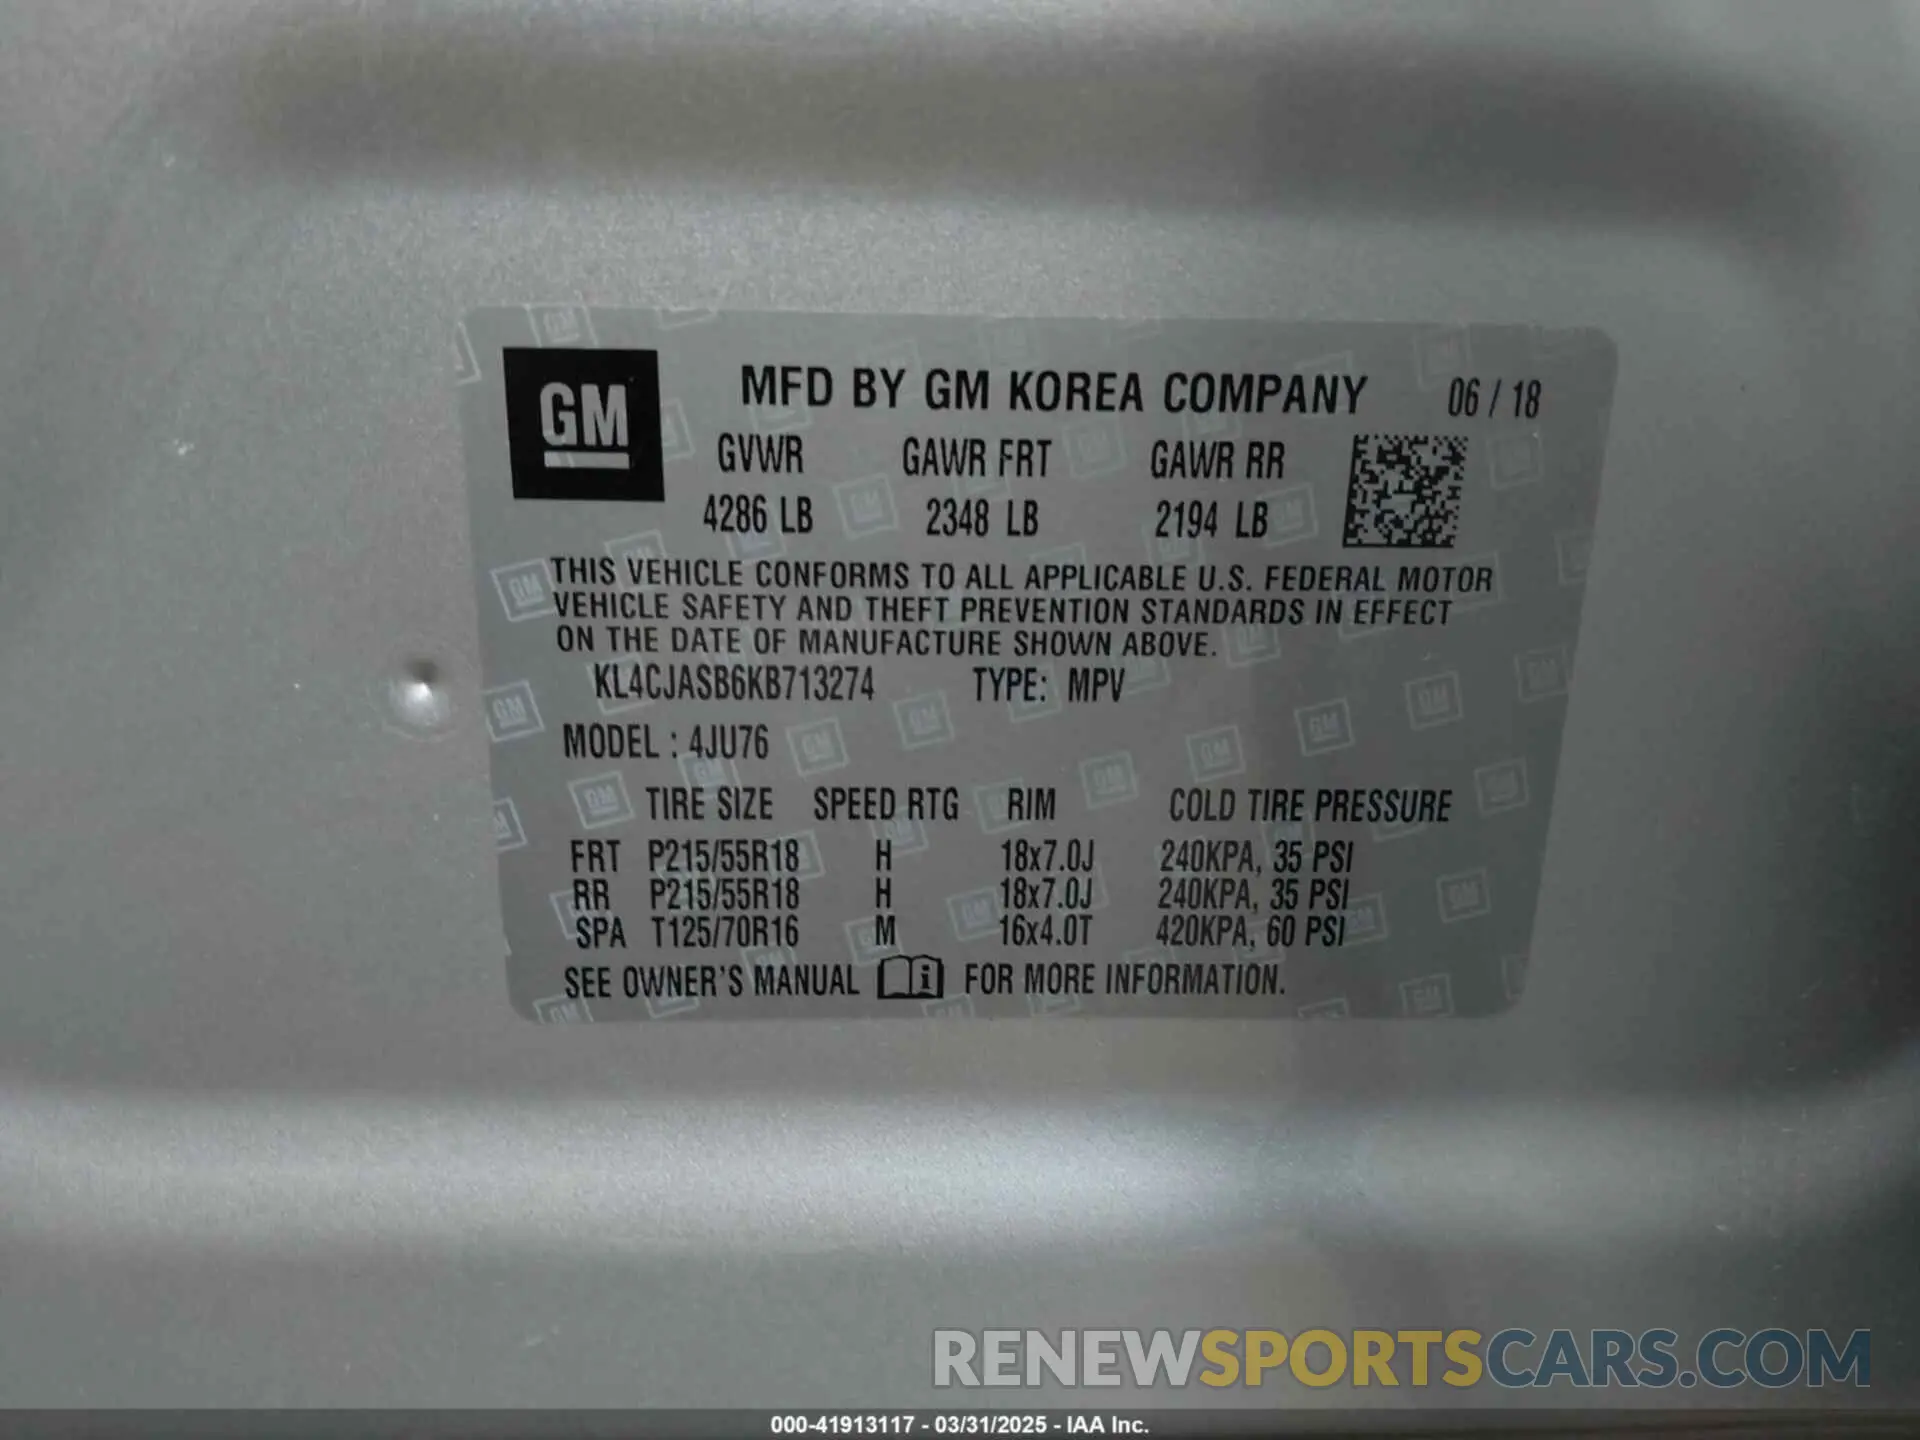 GM
MFD BY GM KOREA COMPANY 06 / 18
GVWR GAWR FRT GAWR RR
4286 LB 2348 LB 2194 LB
THIS VEHICLE CONFORMS TO ALL APPLICABLE U.S. FEDERAL MOTOR
VEHICLE SAFETY AND THEFT PREVENTION STANDARDS IN EFFECT
ON THE DATE OF MANUFACTURE SHOWN ABOVE.
KL4CJASB6KB713274 TYPE: MPV
MODEL : 4JU76
TIRE SIZE SPEED RTG RIM COLD TIRE PRESSURE
FRT P215/55R18 H 18x7.0J 240KPA, 35 PSI
RR P215/55R18 H 18x7.0J 240KPA, 35 PSI
SPA T125/70R16 M 16x4.0T 420KPA, 60 PSI
SEE OWNER'S MANUAL i FOR MORE INFORMATION.
RENEWSPORTSCARS.COM
000-41913117 - 03/31/2025 - IAA Inc.